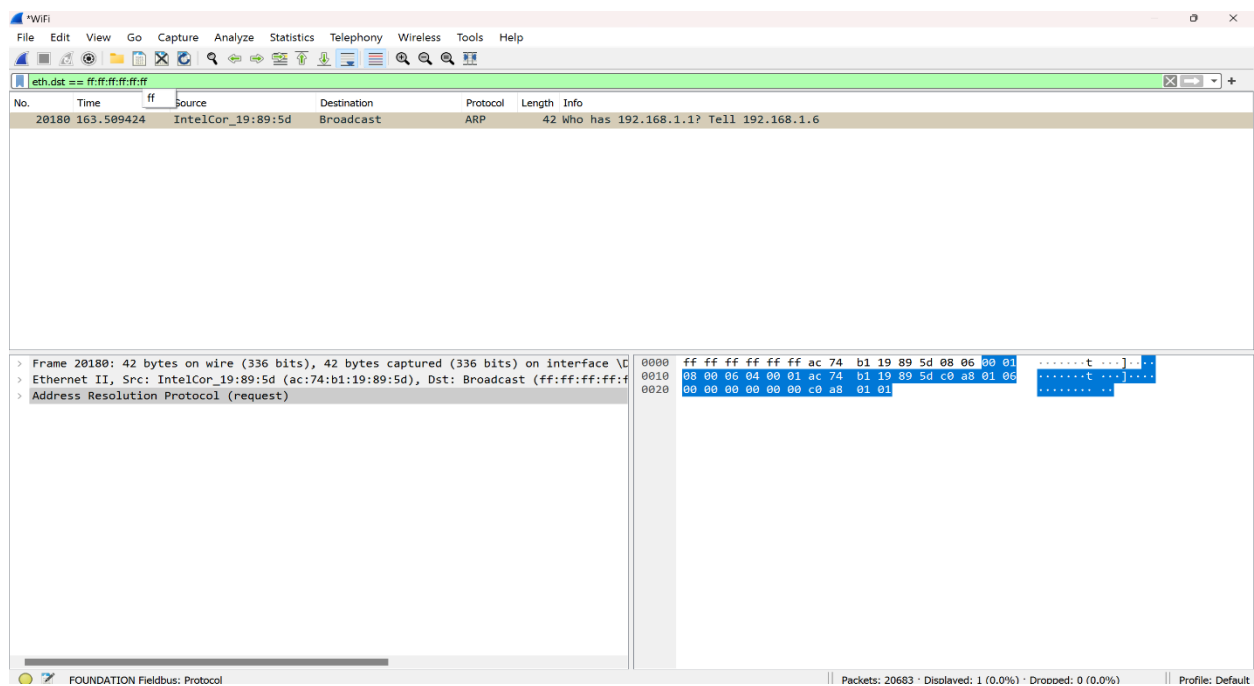 *WiFi
File Edit View Go Capture Analyze Statistics Telephony Wireless Tools Help
eth.dst == ff:ff:ff:ff:ff:ff
ff
No. Time Source Destination Protocol Length Info
20180 163.509424 IntelCor_19:89:5d Broadcast ARP 42 Who has 192.168.1.1? Tell 192.168.1.6
> Frame 20180: 42 bytes on wire (336 bits), 42 bytes captured (336 bits) on interface \D
> Ethernet II, Src: IntelCor_19:89:5d (ac:74:b1:19:89:5d), Dst: Broadcast (ff:ff:ff:ff:f
> Address Resolution Protocol (request)
0000 ff ff ff ff ff ff ac 74 b1 19 89 5d 08 06 00 01 ·······t ···]····
0010 08 00 06 04 00 01 ac 74 b1 19 89 5d c0 a8 01 06 ·······t ···]····
0020 00 00 00 00 00 00 c0 a8 01 01 ········ ··
FOUNDATION Fieldbus: Protocol
Packets: 20683 · Displayed: 1 (0.0%) · Dropped: 0 (0.0%)
Profile: Default